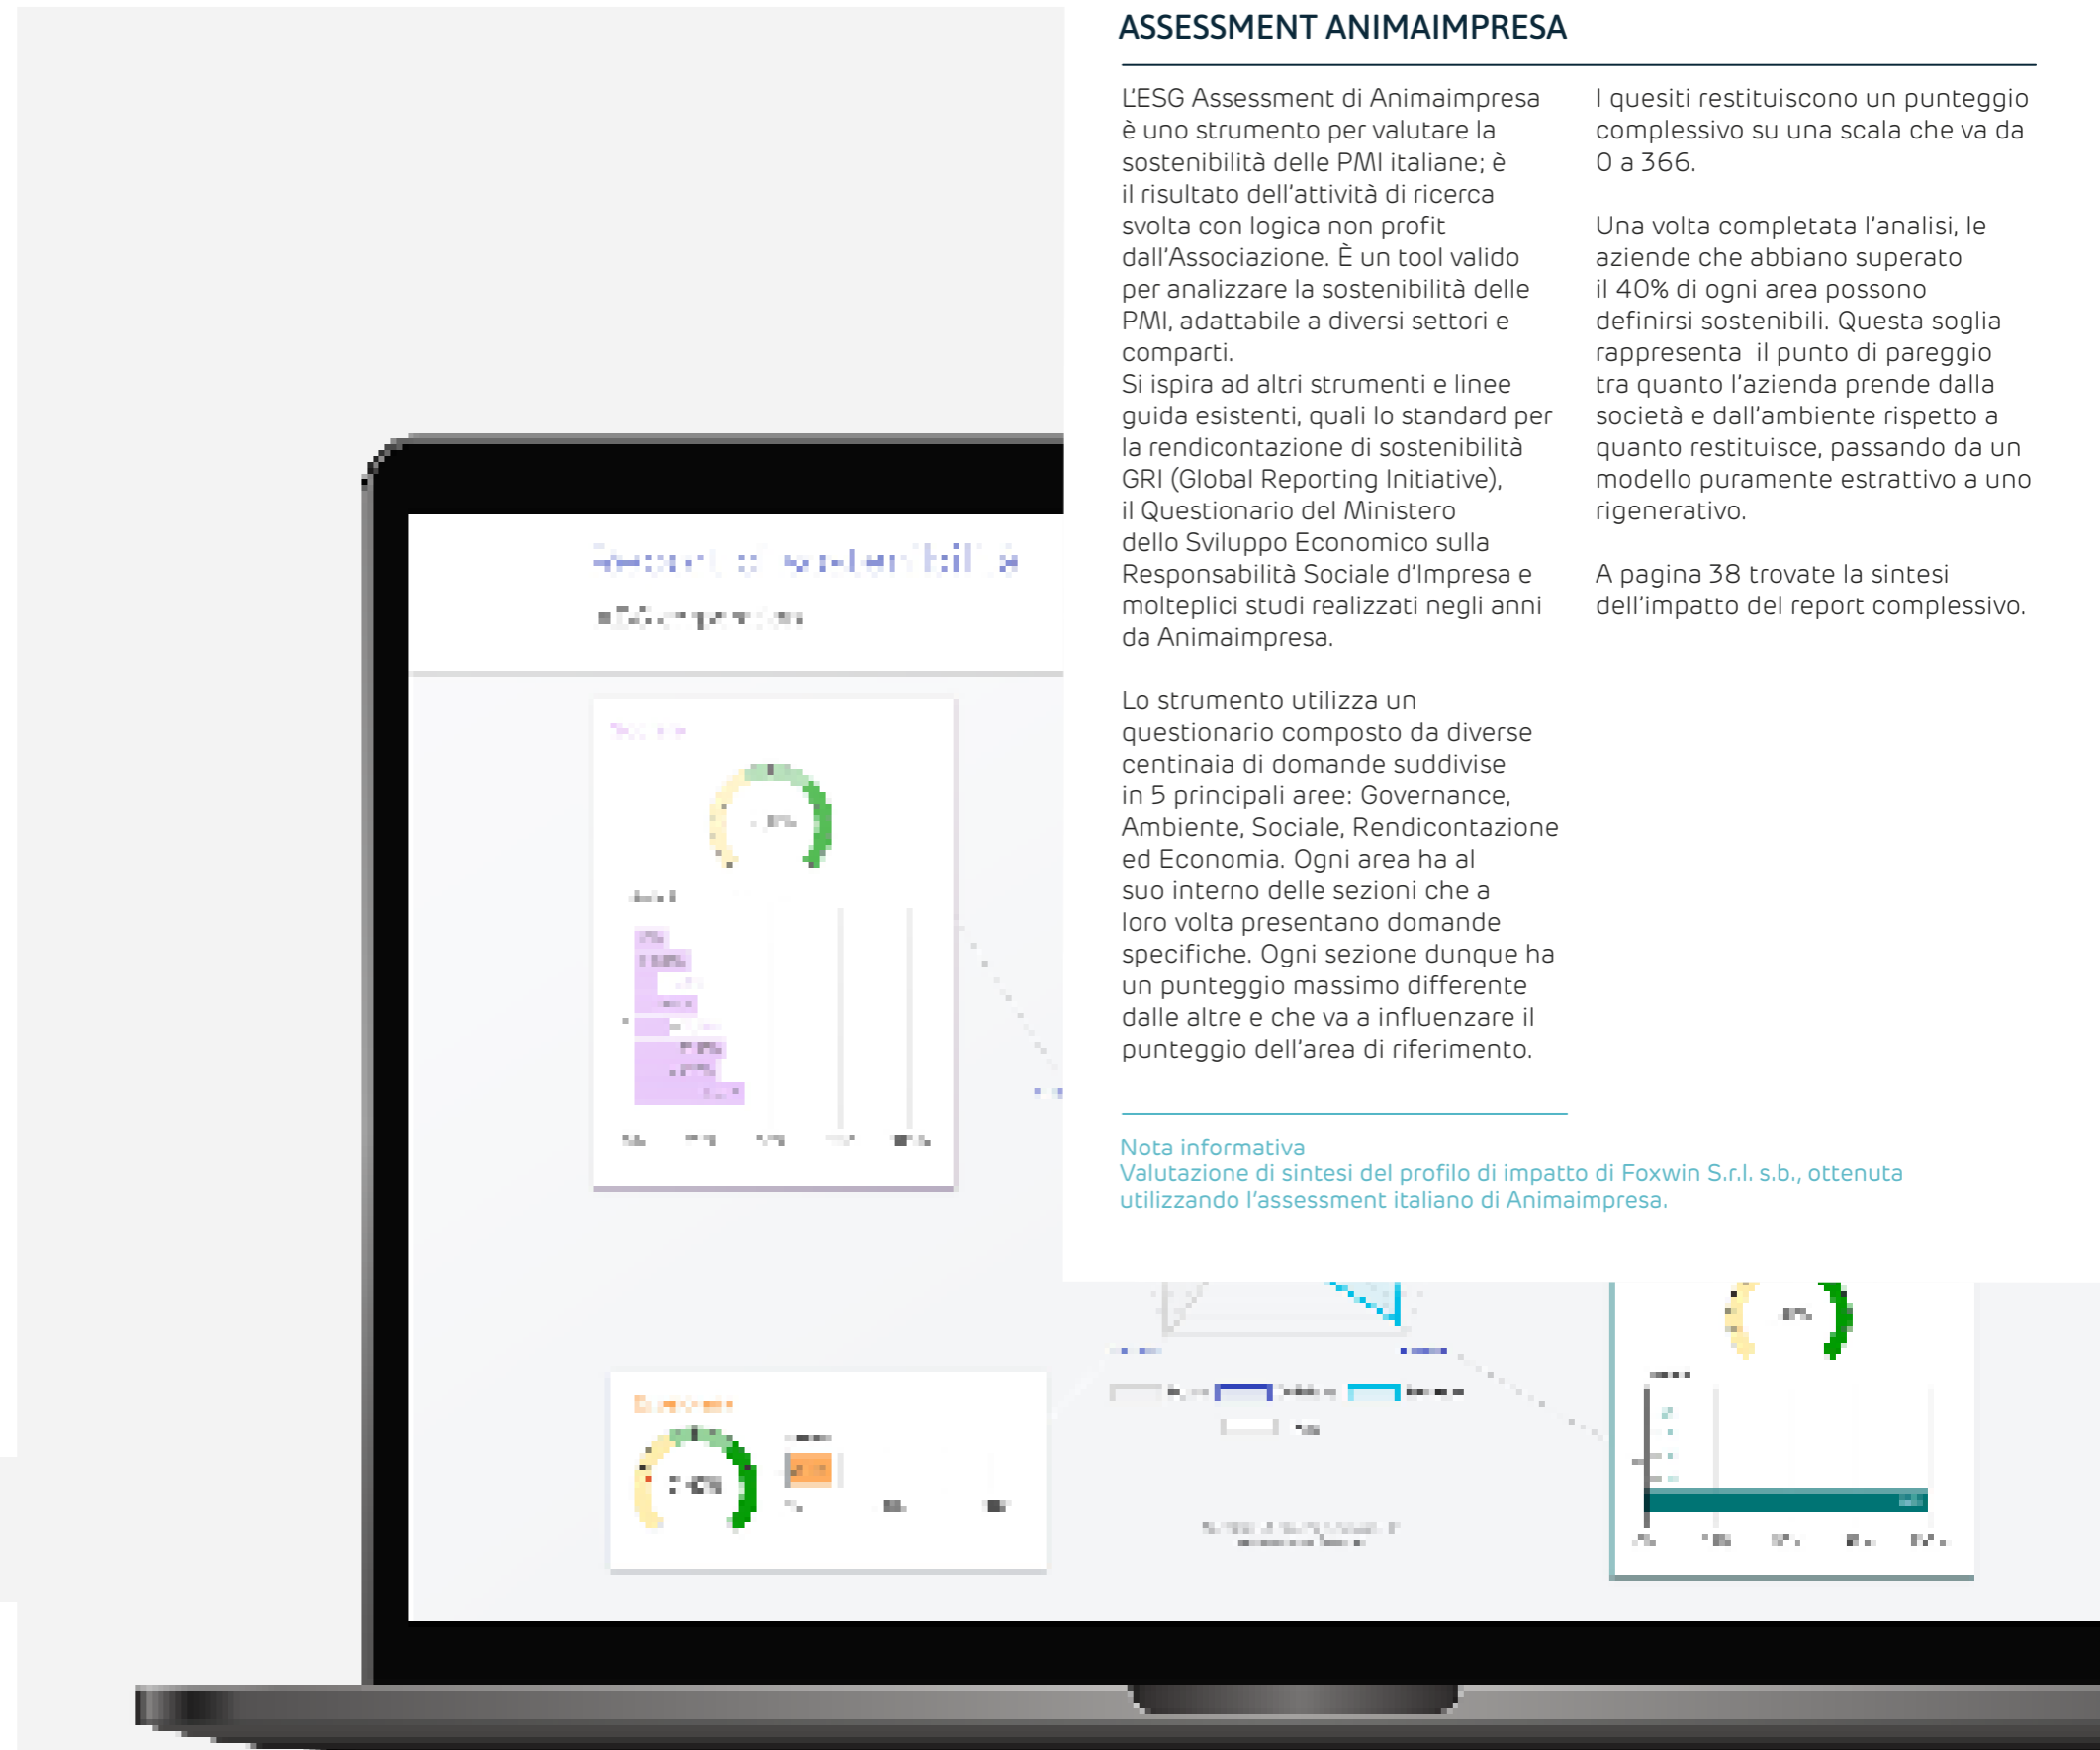 ASSESSMENT ANIMAIMPRESA
L'ESG Assessment di Animaimpresa
è uno strumento per valutare la
sostenibilità delle PMI italiane; è
il risultato dell'attività di ricerca
svolta con logica non profit
dall'Associazione. È un tool valido
per analizzare la sostenibilità delle
PMI, adattabile a diversi settori e
comparti.
Si ispira ad altri strumenti e linee
guida esistenti, quali lo standard per
la rendicontazione di sostenibilità
GRI (Global Reporting Initiative),
il Questionario del Ministero
dello Sviluppo Economico sulla
Responsabilità Sociale d'Impresa e
molteplici studi realizzati negli anni
da Animaimpresa.
Lo strumento utilizza un
questionario composto da diverse
centinaia di domande suddivise
in 5 principali aree: Governance,
Ambiente, Sociale, Rendicontazione
ed Economia. Ogni area ha al
suo interno delle sezioni che a
loro volta presentano domande
specifiche. Ogni sezione dunque ha
un punteggio massimo differente
dalle altre e che va a influenzare il
punteggio dell'area di riferimento.
I quesiti restituiscono un punteggio
complessivo su una scala che va da
0 a 366.
Una volta completata l'analisi, le
aziende che abbiano superato
il 40% di ogni area possono
definirsi sostenibili. Questa soglia
rappresenta  il punto di pareggio
tra quanto l'azienda prende dalla
società e dall'ambiente rispetto a
quanto restituisce, passando da un
modello puramente estrattivo a uno
rigenerativo.
A pagina 38 trovate la sintesi
dell'impatto del report complessivo.
Nota informativa
Valutazione di sintesi del profilo di impatto di Foxwin S.r.l. s.b., ottenuta
utilizzando l'assessment italiano di Animaimpresa.